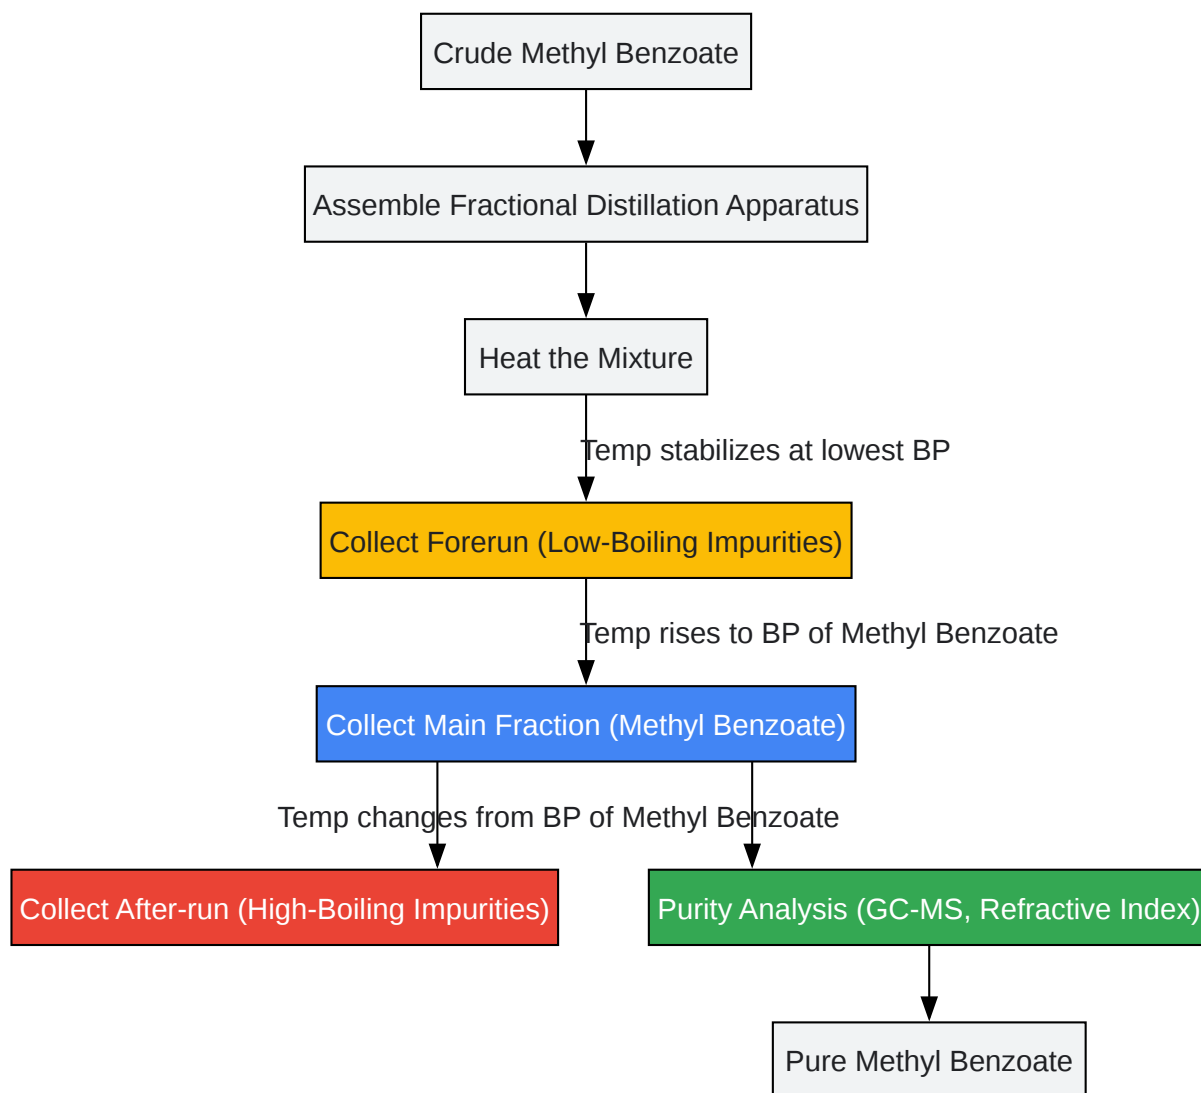 Crude Methyl Benzoate
Assemble Fractional Distillation Apparatus
Heat the Mixture
Temp stabilizes at lowest BP
Collect Forerun (Low-Boiling Impurities)
Temp rises to BP of Methyl Benzoate
Collect Main Fraction (Methyl Benzoate)
Temp changes from BP of Methyl Benzoate
Collect After-run (High-Boiling Impurities)
Purity Analysis (GC-MS, Refractive Index)
Pure Methyl Benzoate